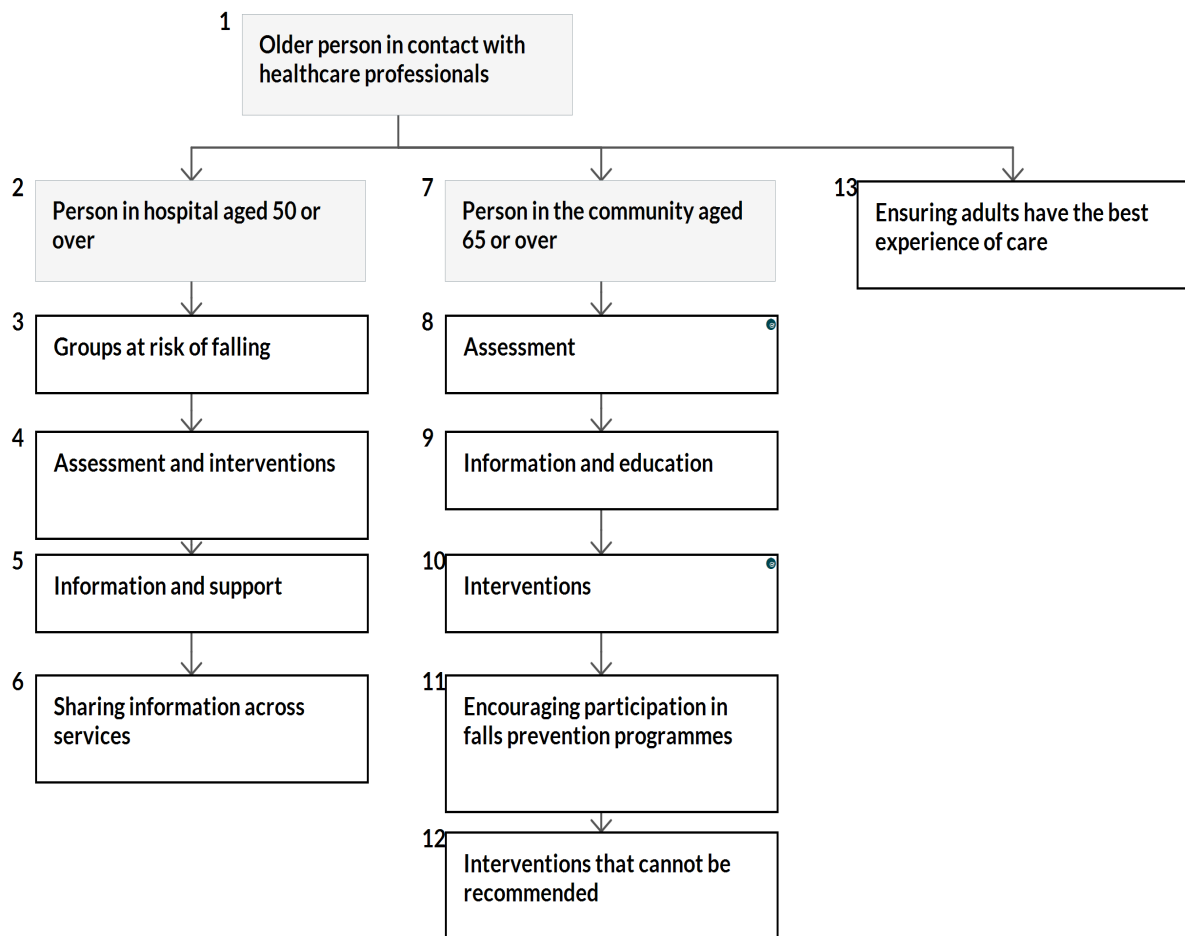 1
Older person in contact with
healthcare professionals
2
Person in hospital aged 50 or
over
3
Groups at risk of falling
4
Assessment and interventions
5
Information and support
6
Sharing information across
services
7
Person in the community aged
65 or over
8
Assessment
9
Information and education
10
Interventions
11
Encouraging participation in
falls prevention programmes
12
Interventions that cannot be
recommended
13
Ensuring adults have the best
experience of care